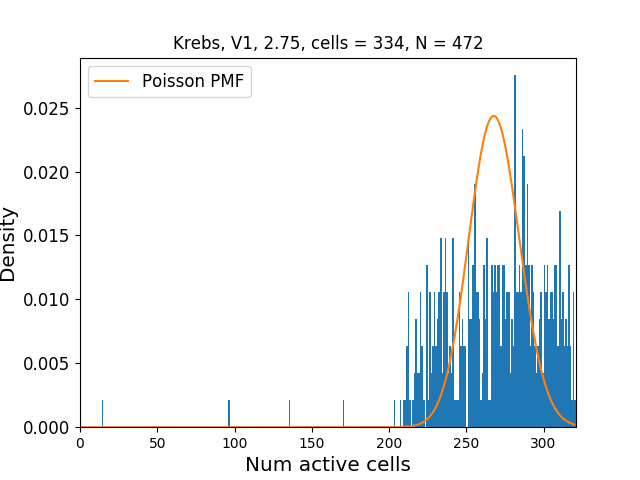 Krebs, V1, 2.75, cells = 334, N = 472
Poisson PMF
Density
0.025
0.020
0.015
0.010
0.005
0.000
0 50 100 150 200 250 300
Num active cells